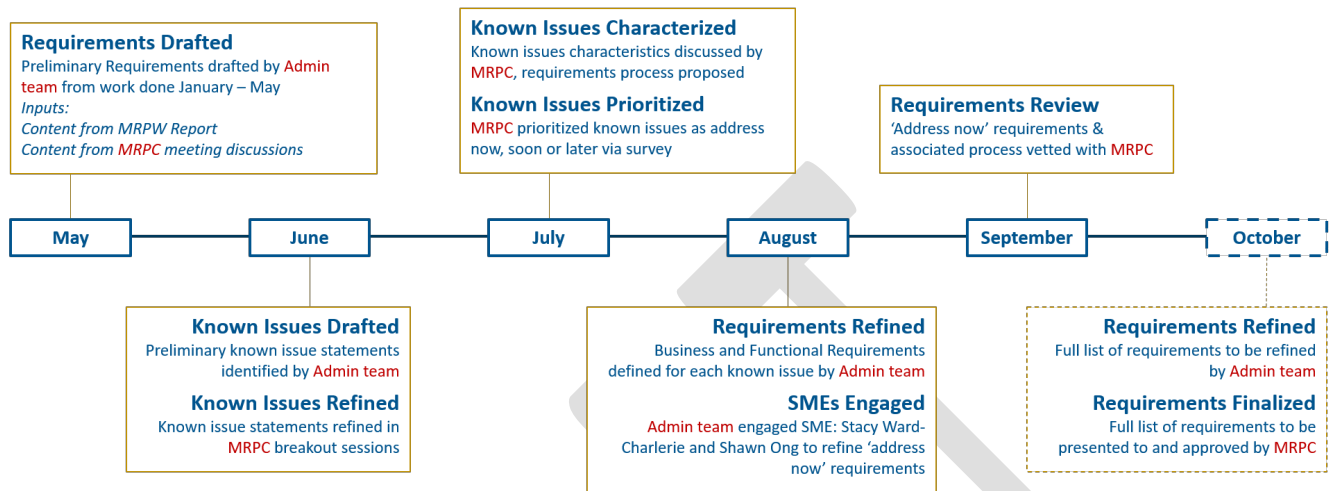 Requirements Drafted
Preliminary Requirements drafted by Admin
team from work done January – May
Inputs:
Content from MRPW Report
Content from MRPC meeting discussions
Known Issues Characterized
Known issues characteristics discussed by
MRPC, requirements process proposed
Known Issues Prioritized
MRPC prioritized known issues as address
now, soon or later via survey
Requirements Review
‘Address now’ requirements &
associated process vetted with MRPC
May
June
July
August
September
October
Known Issues Drafted
Preliminary known issue statements
identified by Admin team
Known Issues Refined
Known issue statements refined in
MRPC breakout sessions
Requirements Refined
Business and Functional Requirements
defined for each known issue by Admin team
SMEs Engaged
Admin team engaged SME: Stacy Ward-
Charlerie and Shawn Ong to refine ‘address
now’ requirements
Requirements Refined
Full list of requirements to be refined
by Admin team
Requirements Finalized
Full list of requirements to be
presented to and approved by MRPC